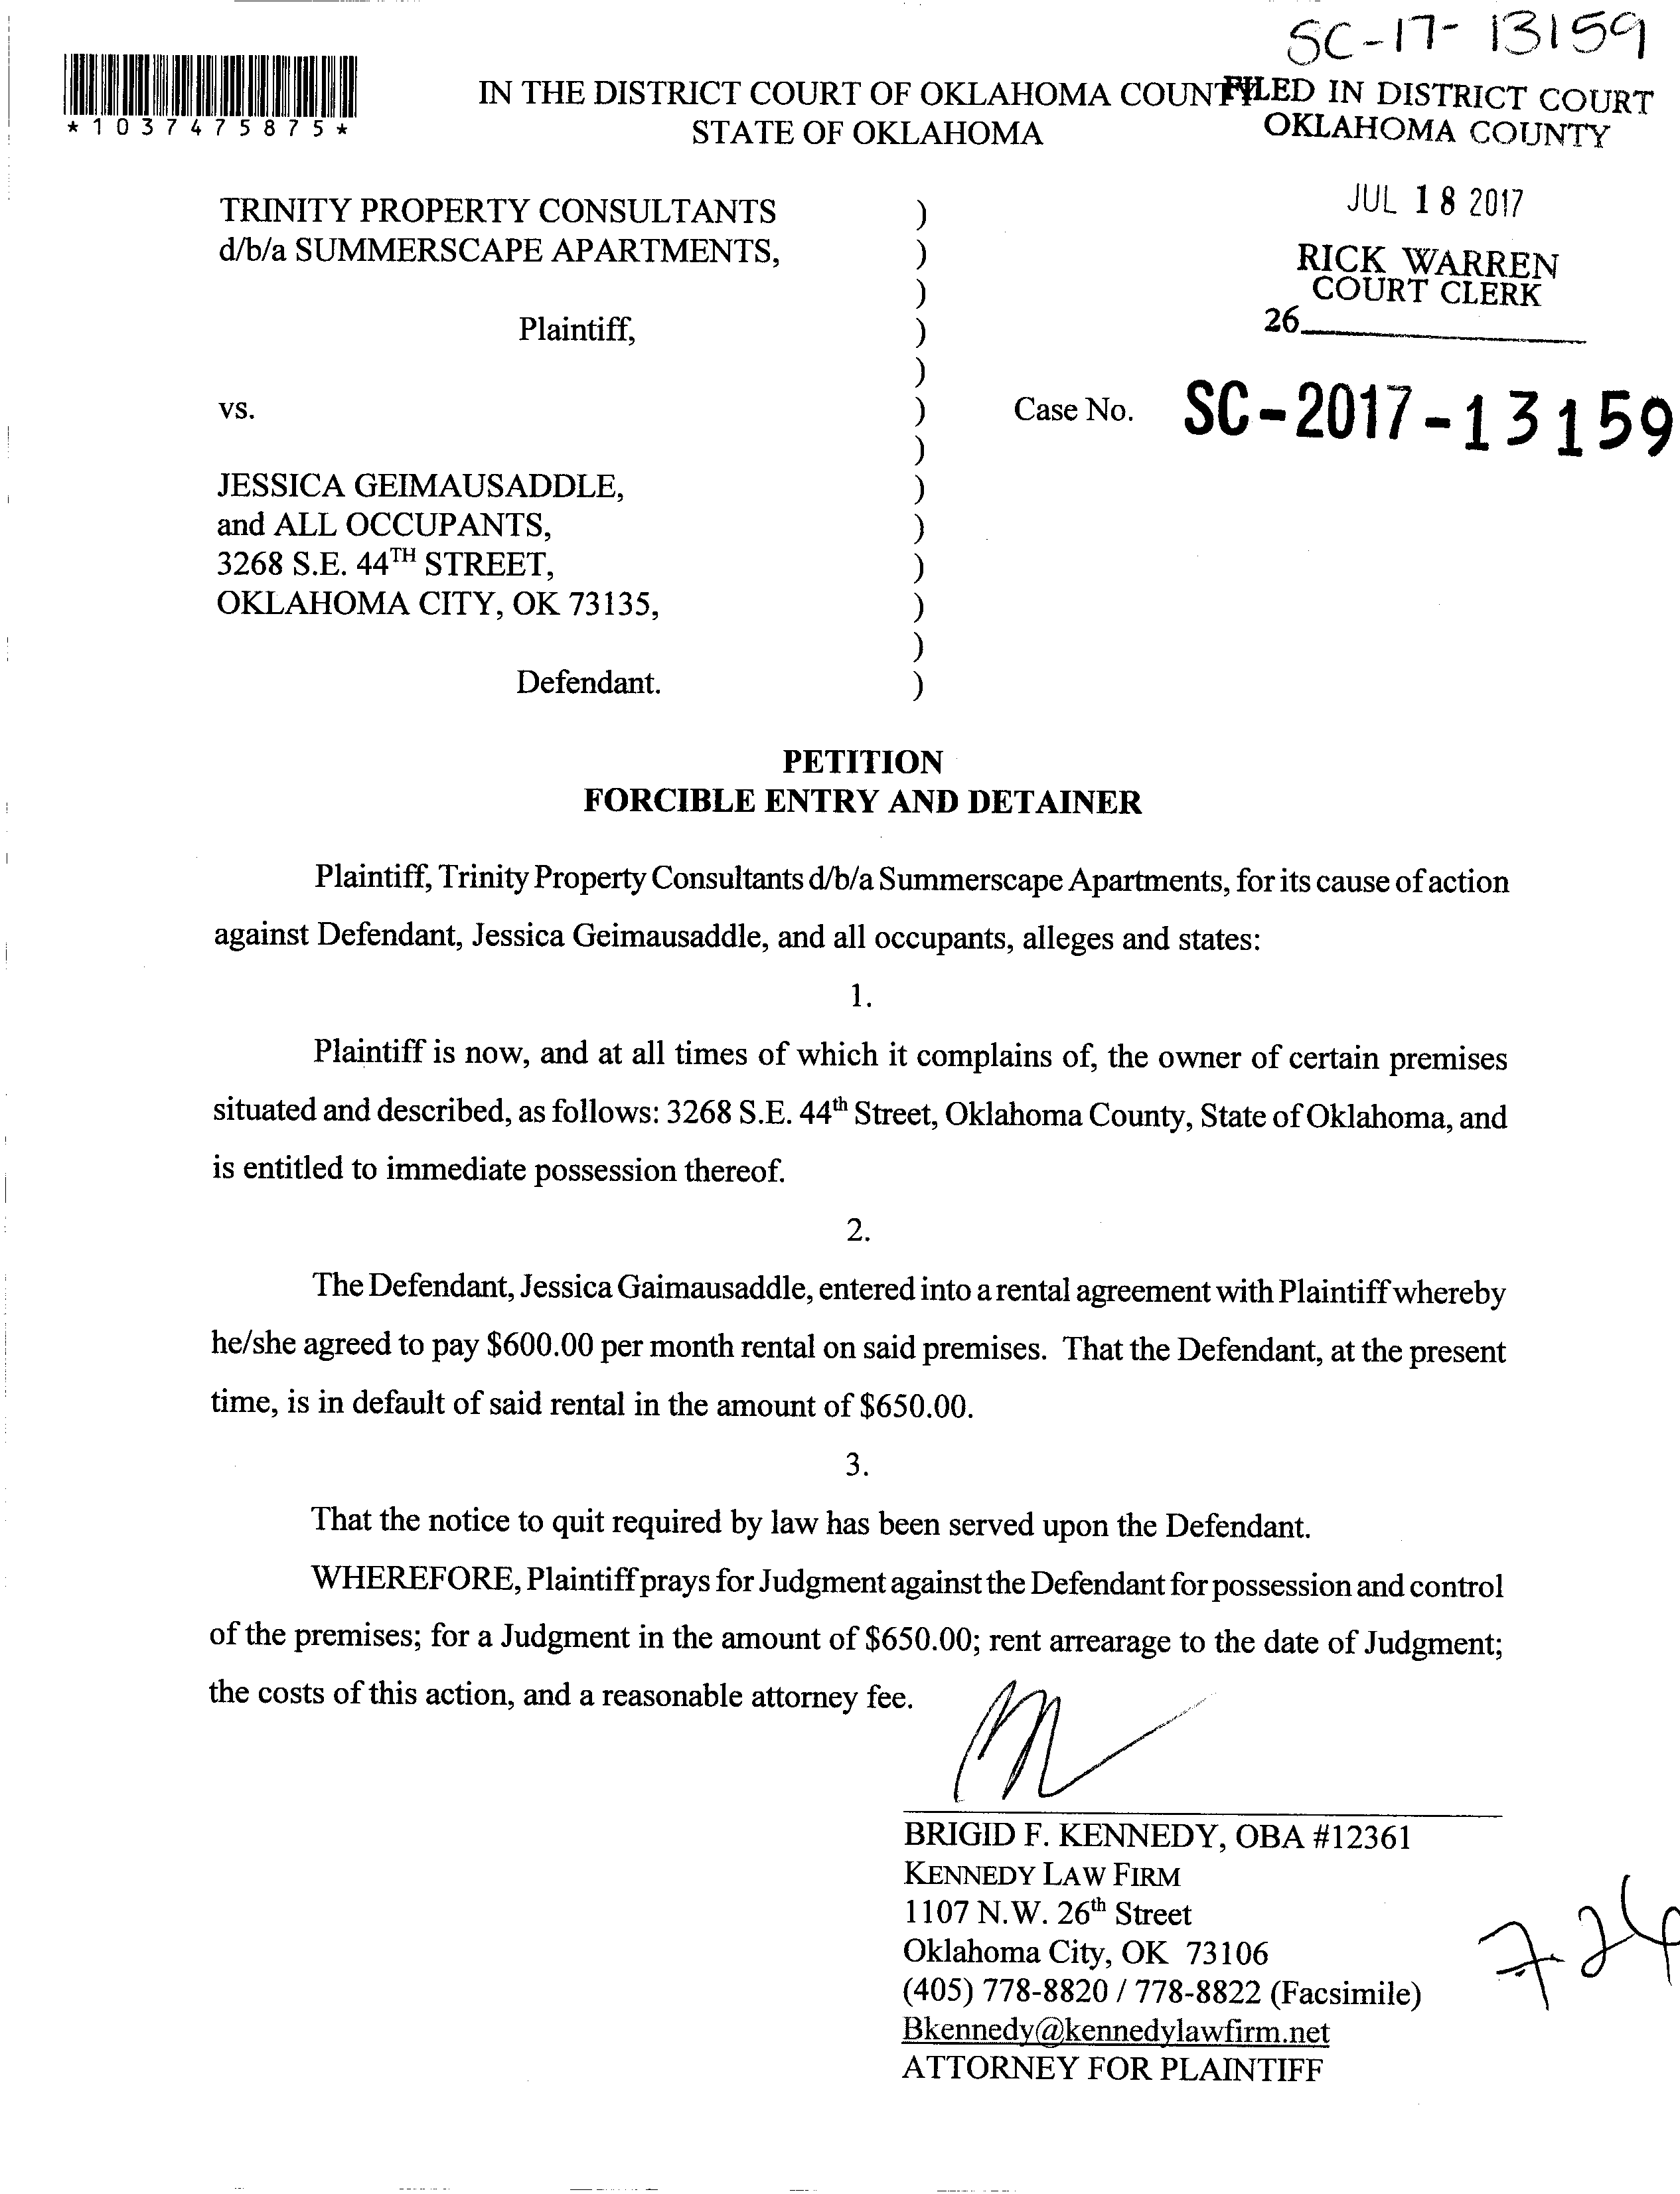 SC-17-13159
*1037475875*
IN THE DISTRICT COURT OF OKLAHOMA COUNTY
STATE OF OKLAHOMA
FILED IN DISTRICT COURT
OKLAHOMA COUNTY
JUL 18 2017
RICK WARREN
COURT CLERK
26
TRINITY PROPERTY CONSULTANTS )
d/b/a SUMMERSCAPE APARTMENTS, )
)
Plaintiff, )
)
vs. ) Case No. SC-2017-13159
)
JESSICA GEIMAUSADDLE, )
and ALL OCCUPANTS, )
3268 S.E. 44TH STREET, )
OKLAHOMA CITY, OK 73135, )
)
Defendant. )
PETITION
FORCIBLE ENTRY AND DETAINER
Plaintiff, Trinity Property Consultants d/b/a Summerscape Apartments, for its cause of action
against Defendant, Jessica Geimausaddle, and all occupants, alleges and states:
1.
Plaintiff is now, and at all times of which it complains of, the owner of certain premises
situated and described, as follows: 3268 S.E. 44th Street, Oklahoma County, State of Oklahoma, and
is entitled to immediate possession thereof.
2.
The Defendant, Jessica Gaimausaddle, entered into a rental agreement with Plaintiff whereby
he/she agreed to pay $600.00 per month rental on said premises. That the Defendant, at the present
time, is in default of said rental in the amount of $650.00.
3.
That the notice to quit required by law has been served upon the Defendant.
WHEREFORE, Plaintiff prays for Judgment against the Defendant for possession and control
of the premises; for a Judgment in the amount of $650.00; rent arrearage to the date of Judgment;
the costs of this action, and a reasonable attorney fee.
BRIGID F. KENNEDY, OBA #12361
KENNEDY LAW FIRM
1107 N.W. 26th Street
Oklahoma City, OK 73106
(405) 778-8820 / 778-8822 (Facsimile)
Bkennedy@kennedylawfirm.net
ATTORNEY FOR PLAINTIFF